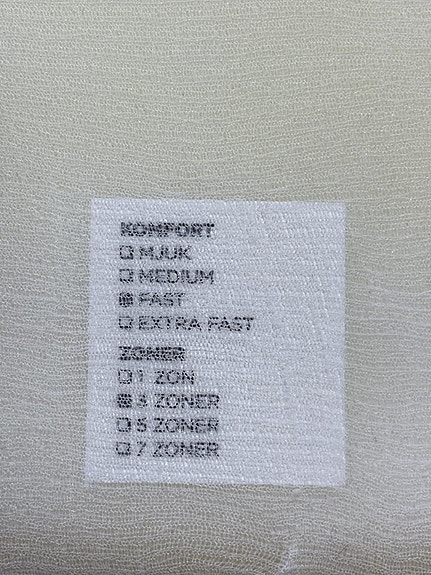 KOMFORT
☐ MJUK
☐ MEDIUM
☒ FAST
☐ EXTRA FAST
ZONER
☐ 1 ZON
☒ 3 ZONER
☐ 5 ZONER
☐ 7 ZONER